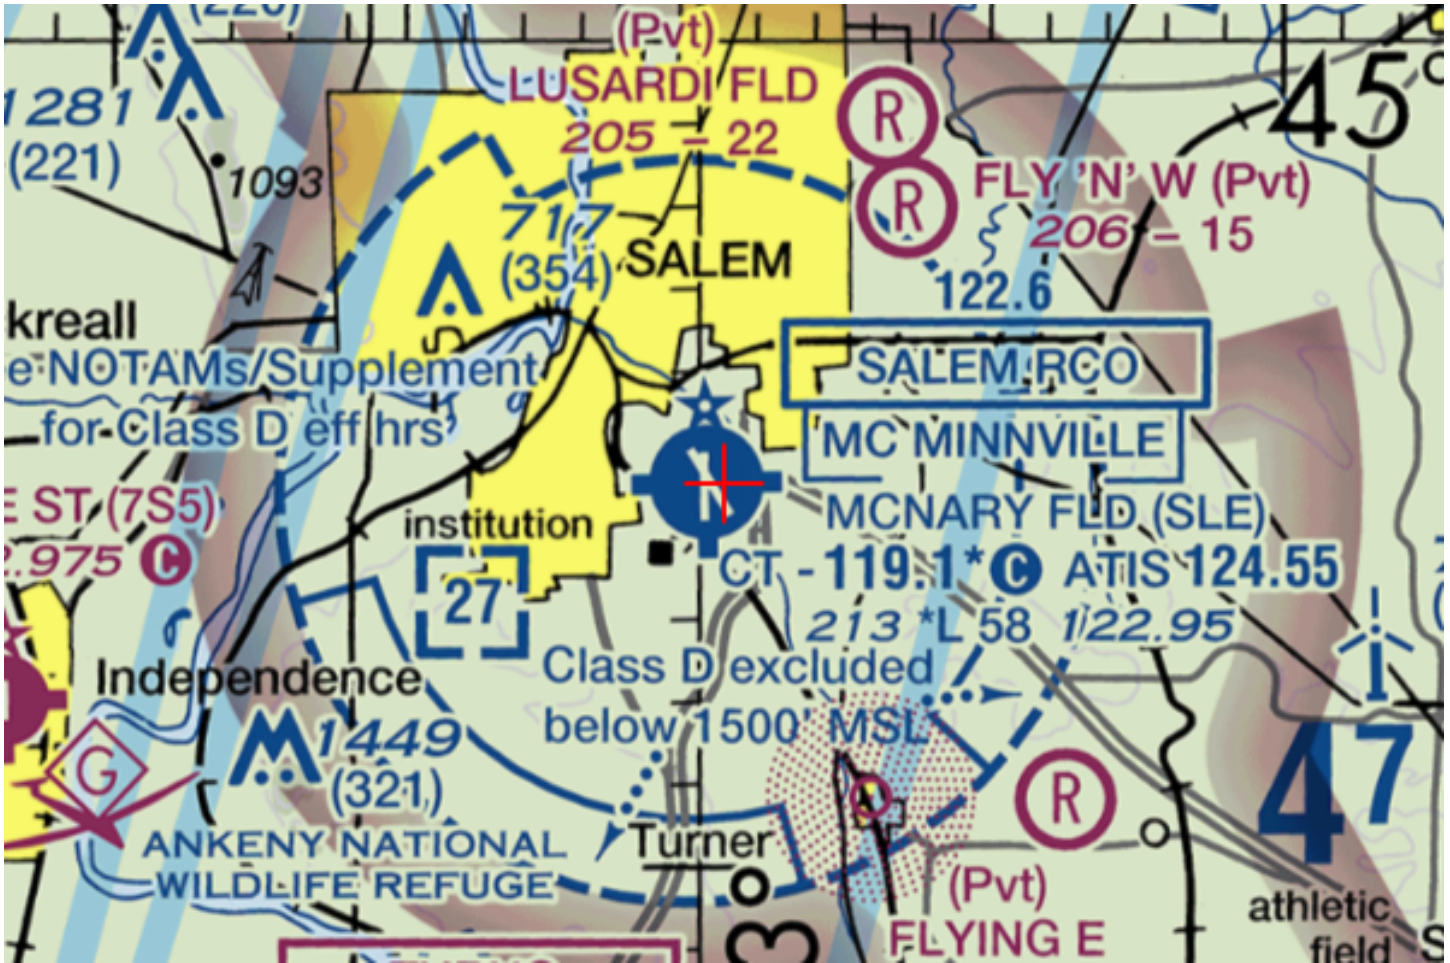 (220)
(Pvt)
LUSARDI FLD
205 - 22
R
45°
1281
(221)
1093
R
FLY 'N' W (Pvt)
206 - 15
717
(354)
SALEM
122.6
kreall
e NOTAMs/Supplement
for Class D eff hrs
SALEM RCO
MC MINNVILLE
E ST (7S5)
2.975 C
institution
27
MCNARY FLD (SLE)
CT - 119.1* C ATIS 124.55
213 *L 58 122.95
Independence
Class D excluded
below 1500' MSL
1449
(321)
G
R
47
ANKENY NATIONAL
WILDLIFE REFUGE
Turner
3°
(Pvt)
FLYING E
athletic
field
S